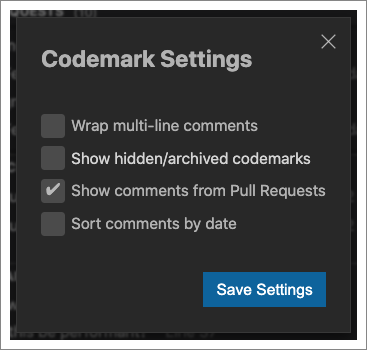 Codemark Settings
Wrap multi-line comments
Show hidden/archived codemarks
Show comments from Pull Requests
Sort comments by date
Save Settings